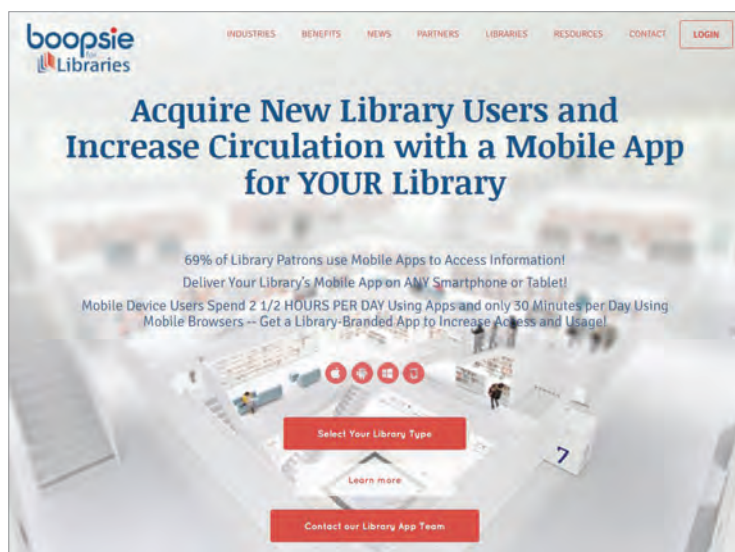 boopsie
for
Libraries
INDUSTRIES BENEFITS NEWS PARTNERS LIBRARIES RESOURCES CONTACT LOGIN
Acquire New Library Users and
Increase Circulation with a Mobile App
for YOUR Library
69% of Library Patrons use Mobile Apps to Access Information!
Deliver Your Library's Mobile App on ANY Smartphone or Tablet!
Mobile Device Users Spend 2 1/2 HOURS PER DAY Using Apps and only 30 Minutes per Day Using
Mobile Browsers -- Get a Library-Branded App to Increase Access and Usage!
Select Your Library Type
7
Learn more
Contact our Library App Team